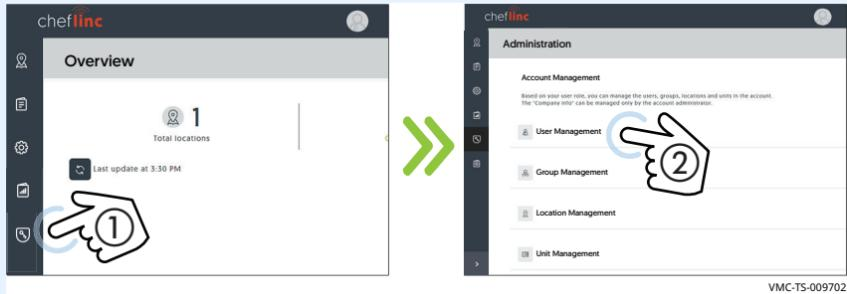 cheflinc
Overview
1
Total locations
Last update at 3:30 PM
1
cheflinc
Administration
Account Management
Based on your user role, you can manage the users, groups, locations and units in the account.
The "Company info" can be managed only by the account administrator.
User Management
2
Group Management
Location Management
Unit Management
VMC-TS-009702